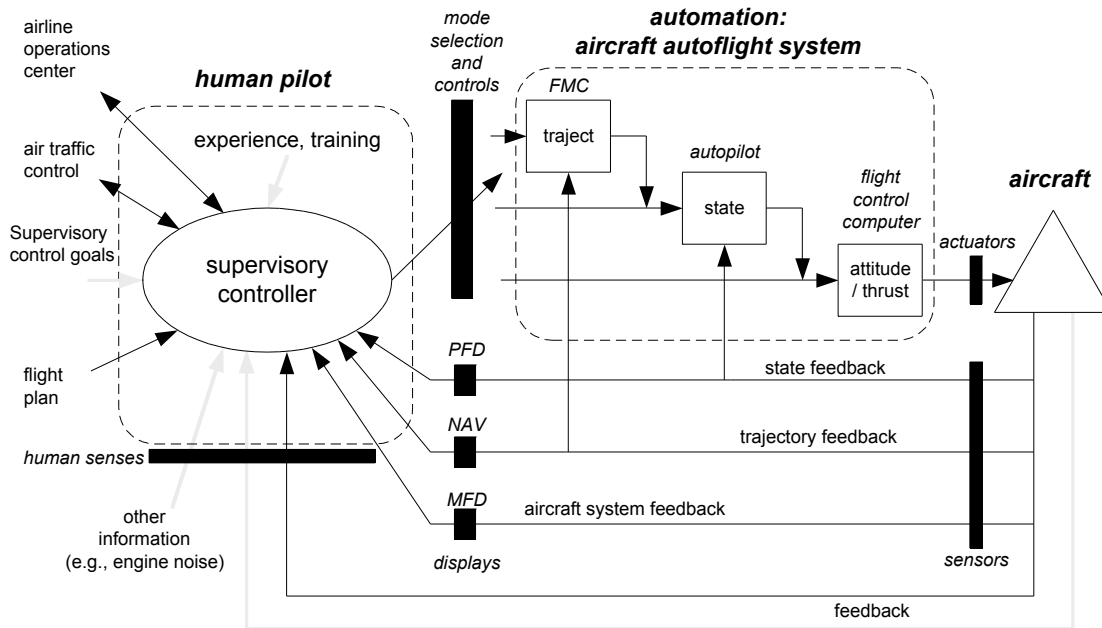 airline
operations
center
human pilot
mode
selection
and
controls
automation:
aircraft autoflight system
FMC
traject
autopilot
state
flight
control
computer
attitude
/ thrust
actuators
aircraft
experience, training
air traffic
control
Supervisory
control goals
supervisory
controller
flight
plan
human senses
other
information
(e.g., engine noise)
PFD
state feedback
NAV
trajectory feedback
MFD
aircraft system feedback
displays
sensors
feedback